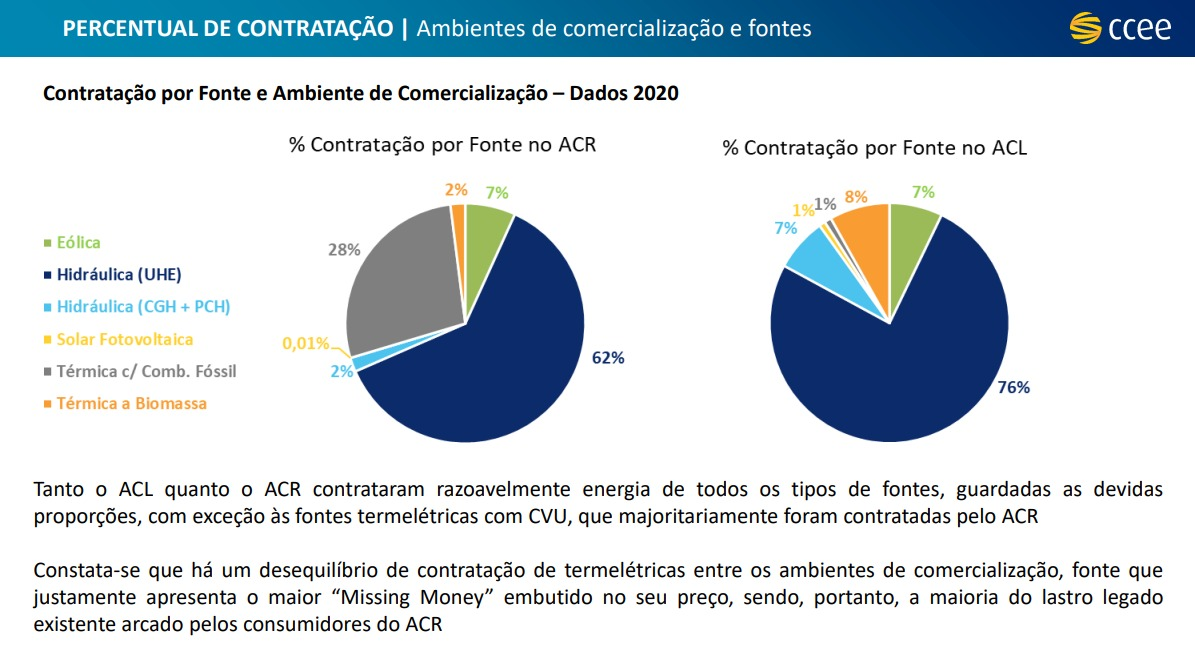 PERCENTUAL DE CONTRATAÇÃO | Ambientes de comercialização e fontes
ccee
Contratação por Fonte e Ambiente de Comercialização – Dados 2020
% Contratação por Fonte no ACR
% Contratação por Fonte no ACL
Eólica
Hidráulica (UHE)
Hidráulica (CGH + PCH)
Solar Fotovoltaica
Térmica c/ Comb. Fóssil
Térmica a Biomassa
2%
7%
28%
0,01%
2%
62%
7%
1%
1%
8%
7%
76%
Tanto o ACL quanto o ACR contrataram razoavelmente energia de todos os tipos de fontes, guardadas as devidas
proporções, com exceção às fontes termelétricas com CVU, que majoritariamente foram contratadas pelo ACR
Constata-se que há um desequilíbrio de contratação de termelétricas entre os ambientes de comercialização, fonte que
justamente apresenta o maior “Missing Money” embutido no seu preço, sendo, portanto, a maioria do lastro legado
existente arcado pelos consumidores do ACR